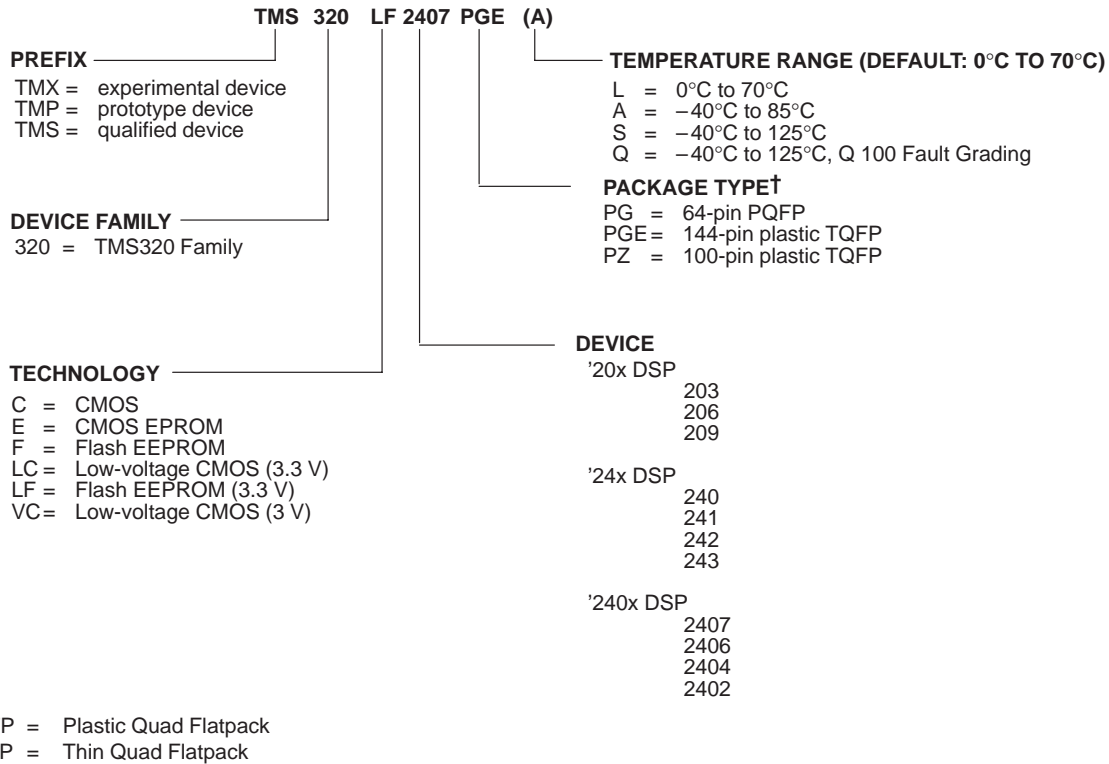 TMS 320 LF 2407 PGE (A)
PREFIX
TMX = experimental device
TMP = prototype device
TMS = qualified device
TEMPERATURE RANGE (DEFAULT: 0°C TO 70°C)
L = 0°C to 70°C
A = –40°C to 85°C
S = –40°C to 125°C
Q = –40°C to 125°C, Q 100 Fault Grading
PACKAGE TYPE†
PG = 64-pin PQFP
PGE = 144-pin plastic TQFP
PZ = 100-pin plastic TQFP
DEVICE FAMILY
320 = TMS320 Family
DEVICE
’20x DSP
203
206
209
’24x DSP
240
241
242
243
’240x DSP
2407
2406
2404
2402
TECHNOLOGY
C = CMOS
E = CMOS EPROM
F = Flash EEPROM
LC = Low-voltage CMOS (3.3 V)
LF = Flash EEPROM (3.3 V)
VC = Low-voltage CMOS (3 V)
P = Plastic Quad Flatpack
P = Thin Quad Flatpack